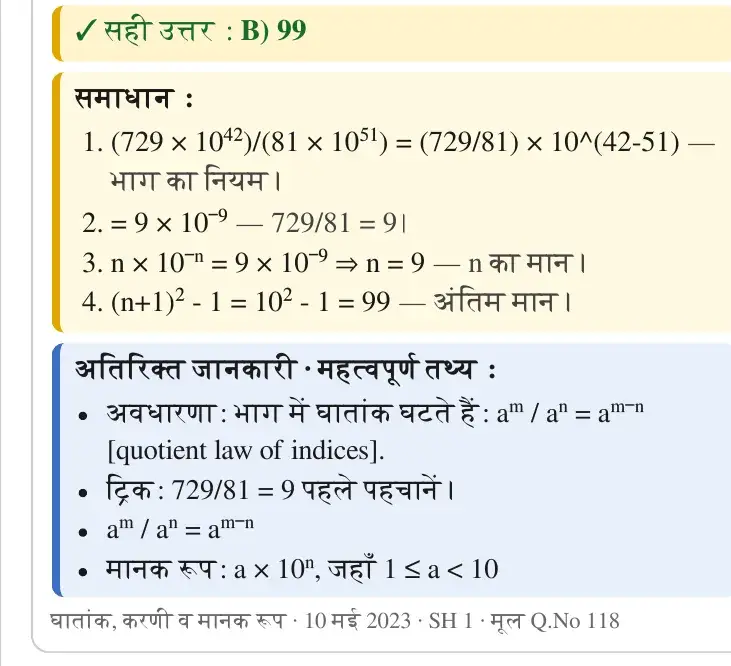 ✓ सही उत्तर : B) 99
समाधान :
1. (729 × 10⁴²)/(81 × 10⁵¹) = (729/81) × 10^(42-51) —
भाग का नियम।
2. = 9 × 10⁻⁹ — 729/81 = 9।
3. n × 10⁻ⁿ = 9 × 10⁻⁹ ⇒ n = 9 — n का मान।
4. (n+1)² - 1 = 10² - 1 = 99 — अंतिम मान।
अतिरिक्त जानकारी · महत्वपूर्ण तथ्य :
• अवधारणा : भाग में घातांक घटते हैं : aᵐ / aⁿ = aᵐ⁻ⁿ
[quotient law of indices].
• ट्रिक : 729/81 = 9 पहले पहचानें।
• aᵐ / aⁿ = aᵐ⁻ⁿ
• मानक रूप : a × 10ⁿ, जहाँ 1 ≤ a < 10
घातांक, करणी व मानक रूप · 10 मई 2023 · SH 1 · मूल Q.No 118